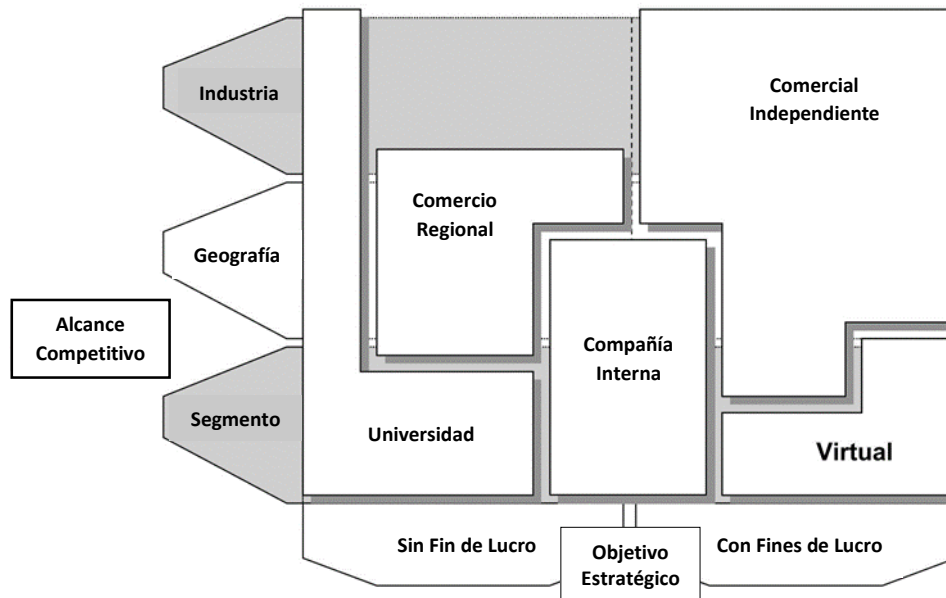 Industria
Comercial
Independiente
Comercio
Regional
Geografía
Alcance
Competitivo
Compañía
Interna
Segmento
Universidad
Virtual
Sin Fin de Lucro
Objetivo
Estratégico
Con Fines de Lucro